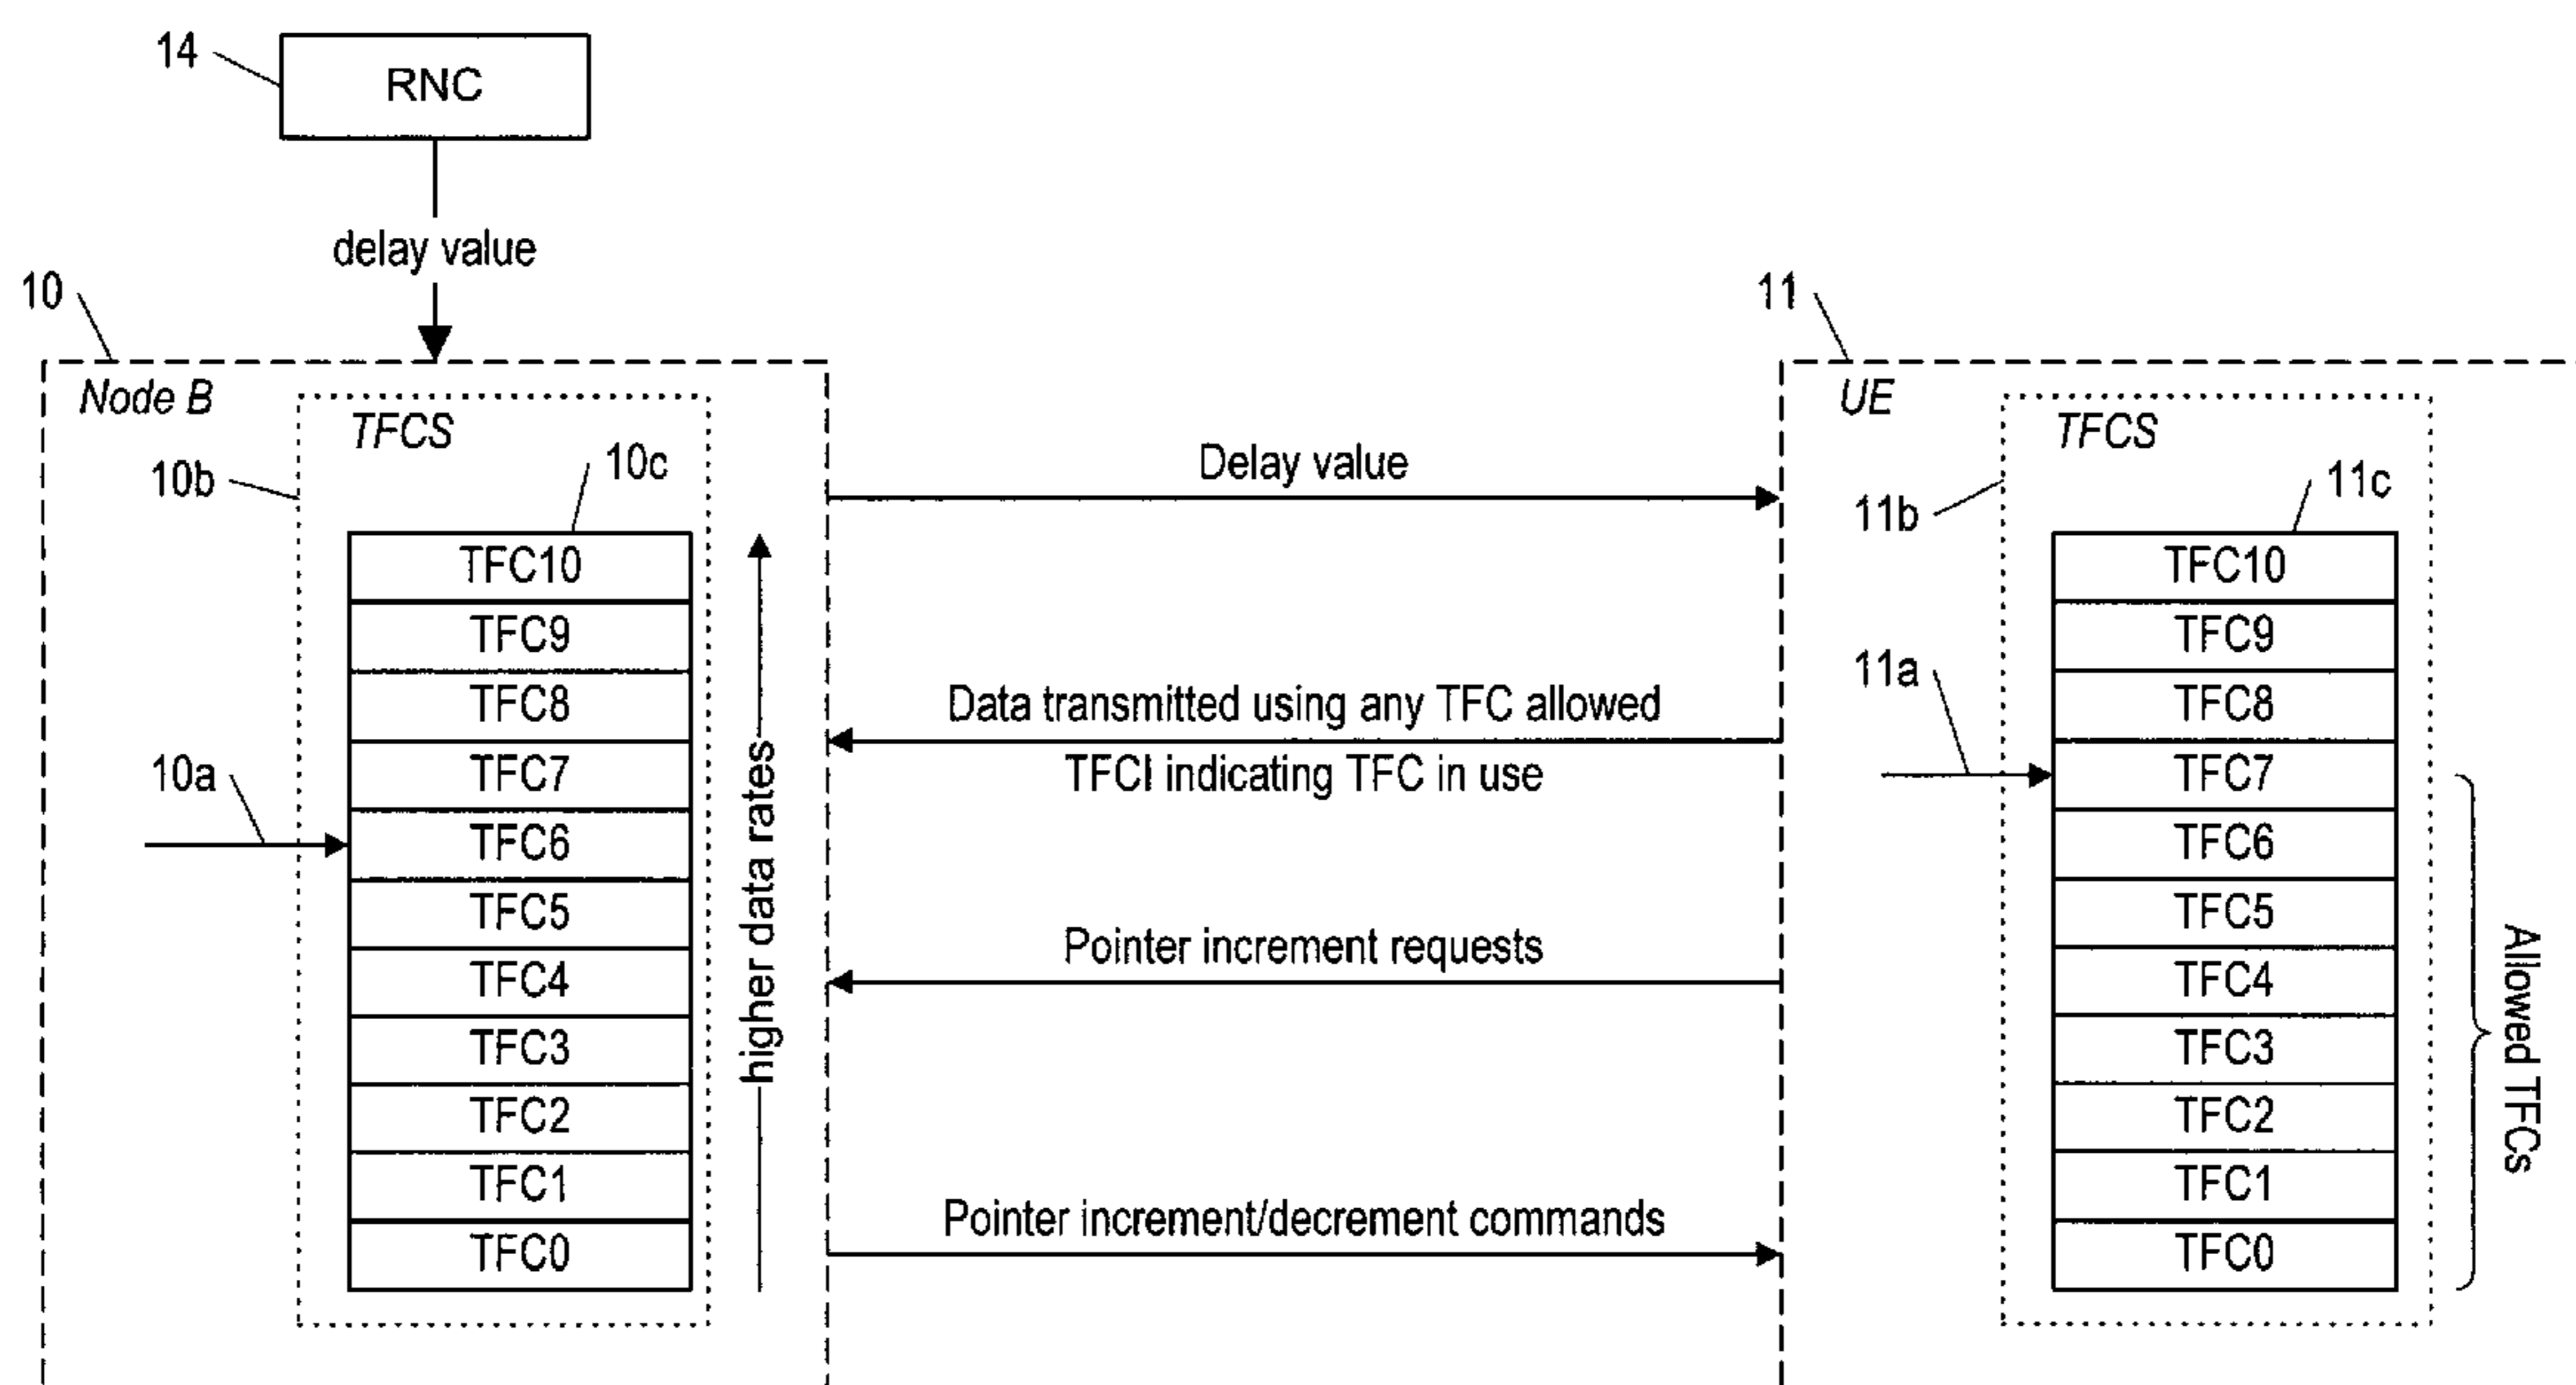 14
RNC
delay value
10
Node B
TFCS
10b
10c
TFC10
TFC9
TFC8
TFC7
TFC6
TFC5
TFC4
TFC3
TFC2
TFC1
TFC0
10a
higher data rates
Delay value
Data transmitted using any TFC allowed
TFCI indicating TFC in use
Pointer increment requests
Pointer increment/decrement commands
11
UE
TFCS
11b
11c
11a
TFC10
TFC9
TFC8
TFC7
TFC6
TFC5
TFC4
TFC3
TFC2
TFC1
TFC0
Allowed TFCs